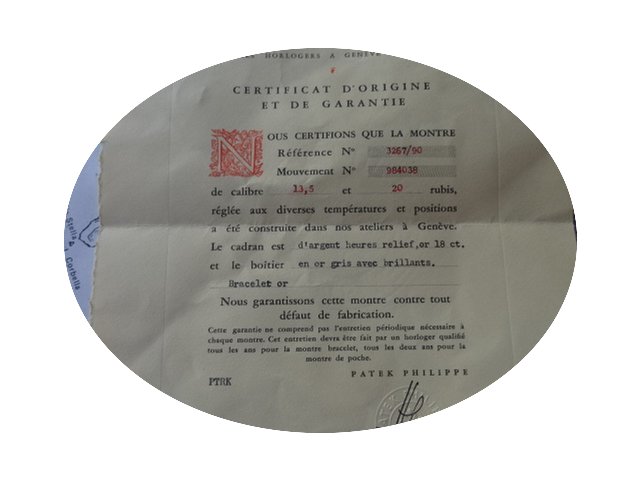 HORLOGERS A GENÈVE
CERTIFICAT D'ORIGINE
ET DE GARANTIE
NOUS CERTIFIONS QUE LA MONTRE
Référence Nº 3267/90
Mouvement Nº 984038
de calibre 13,5 et 20 rubis,
réglée aux diverses températures et positions
a été construite dans nos ateliers à Genève.
Le cadran est d'argent heures relief, or 18 ct.
et le boîtier en or gris avec brillants.
Bracelet or
Nous garantissons cette montre contre tout
défaut de fabrication.
Cette garantie ne comprend pas l'entretien périodique nécessaire à
chaque montre. Cet entretien devra être fait par un horloger qualifié
tous les ans pour la montre bracelet, tous les deux ans pour la
montre de poche.
PATEK PHILIPPE
PTRK
Stella
Corbella